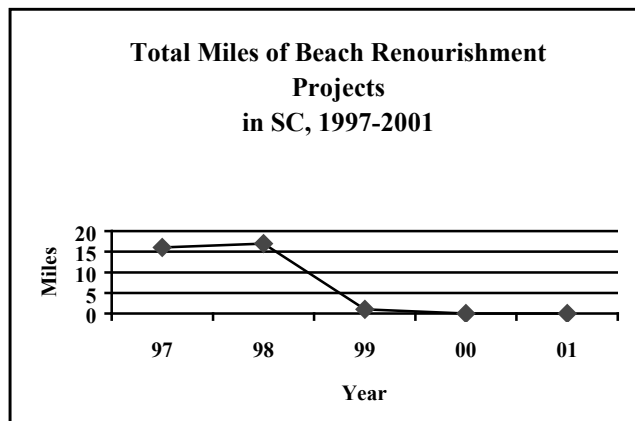 Total Miles of Beach Renourishment
Projects
in SC, 1997-2001
20
15
10
5
0
Miles
97 98 99 00 01
Year